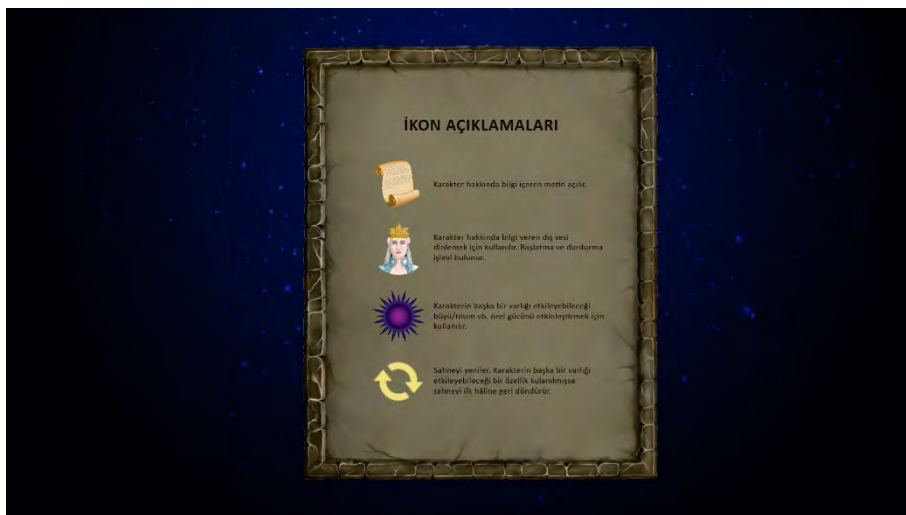 İKON AÇIKLAMALARI
Karakter hakkında bilgi içeren metin açılır.
Karakter hakkında bilgi veren dış sesi
dinlemek için kullanılır. Başlatma ve durdurma
işlevi bulunur.
Karakterin başka bir varlığı etkileyebileceği
büyü/tılsım vb. özel gücünü etkinleştirmek için
kullanılır.
Sahneyi yeniler. Karakterin başka bir varlığı
etkileyebileceği bir özellik kulanılmışsa
sahneyi ilk hâline geri döndürür.